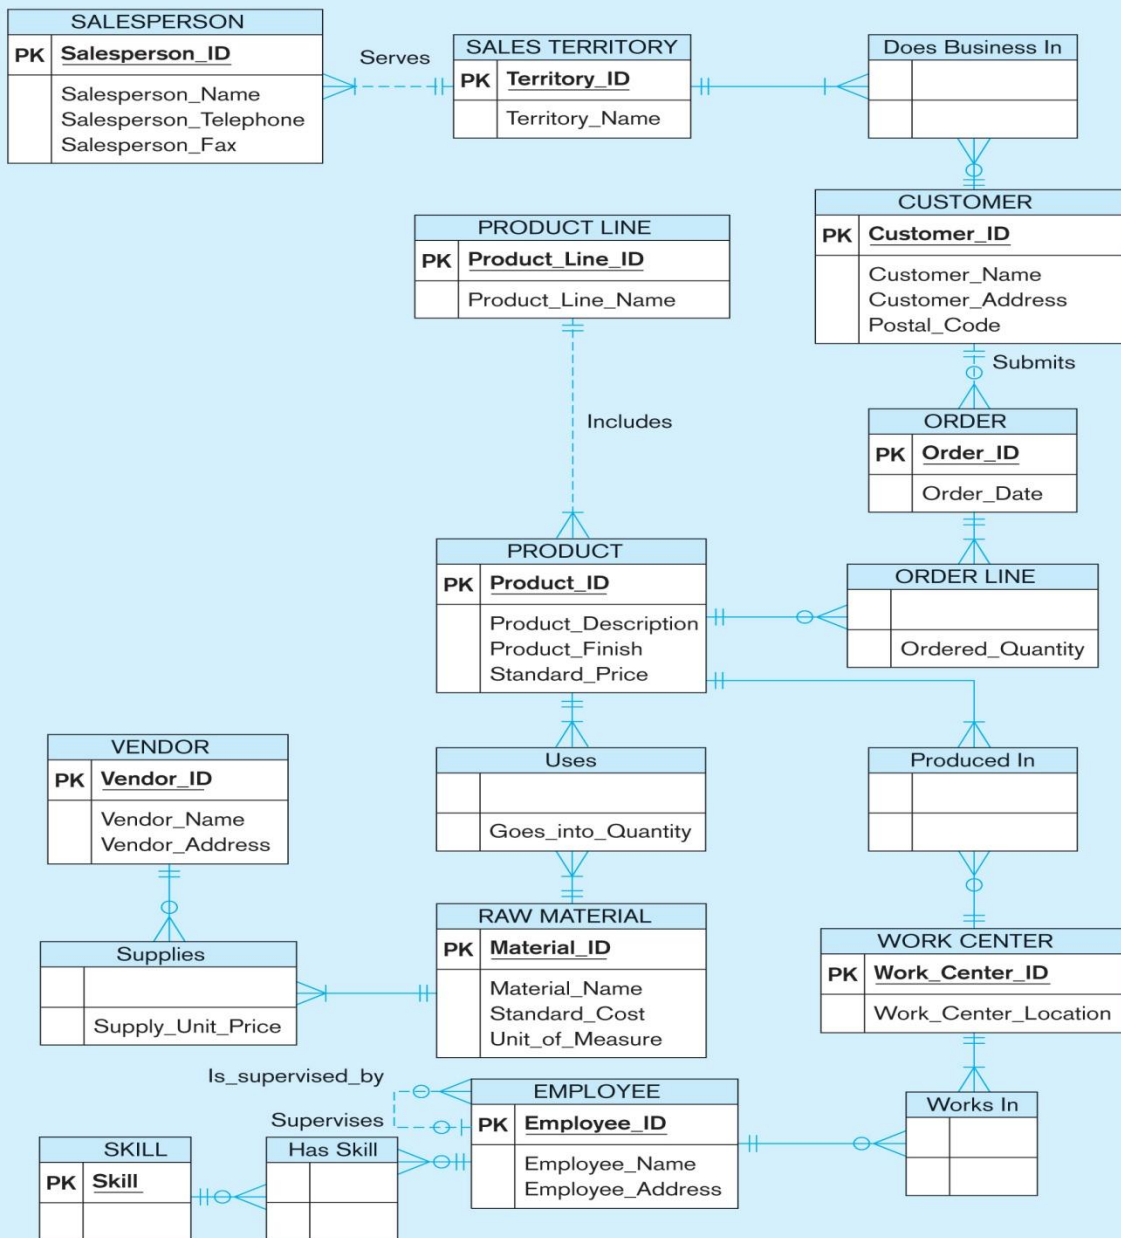 SALESPERSON
PK Salesperson_ID
Salesperson_Name
Salesperson_Telephone
Salesperson_Fax
Serves
SALES TERRITORY
PK Territory_ID
Territory_Name
Does Business In
PRODUCT LINE
PK Product_Line_ID
Product_Line_Name
CUSTOMER
PK Customer_ID
Customer_Name
Customer_Address
Postal_Code
Submits
Includes
ORDER
PK Order_ID
Order_Date
PRODUCT
PK Product_ID
Product_Description
Product_Finish
Standard_Price
ORDER LINE
Ordered_Quantity
VENDOR
PK Vendor_ID
Vendor_Name
Vendor_Address
Uses
Goes_into_Quantity
Produced In
Supplies
Supply_Unit_Price
RAW MATERIAL
PK Material_ID
Material_Name
Standard_Cost
Unit_of_Measure
WORK CENTER
PK Work_Center_ID
Work_Center_Location
Is_supervised_by
Supervises
EMPLOYEE
PK Employee_ID
Employee_Name
Employee_Address
Works In
SKILL
PK Skill
Has Skill